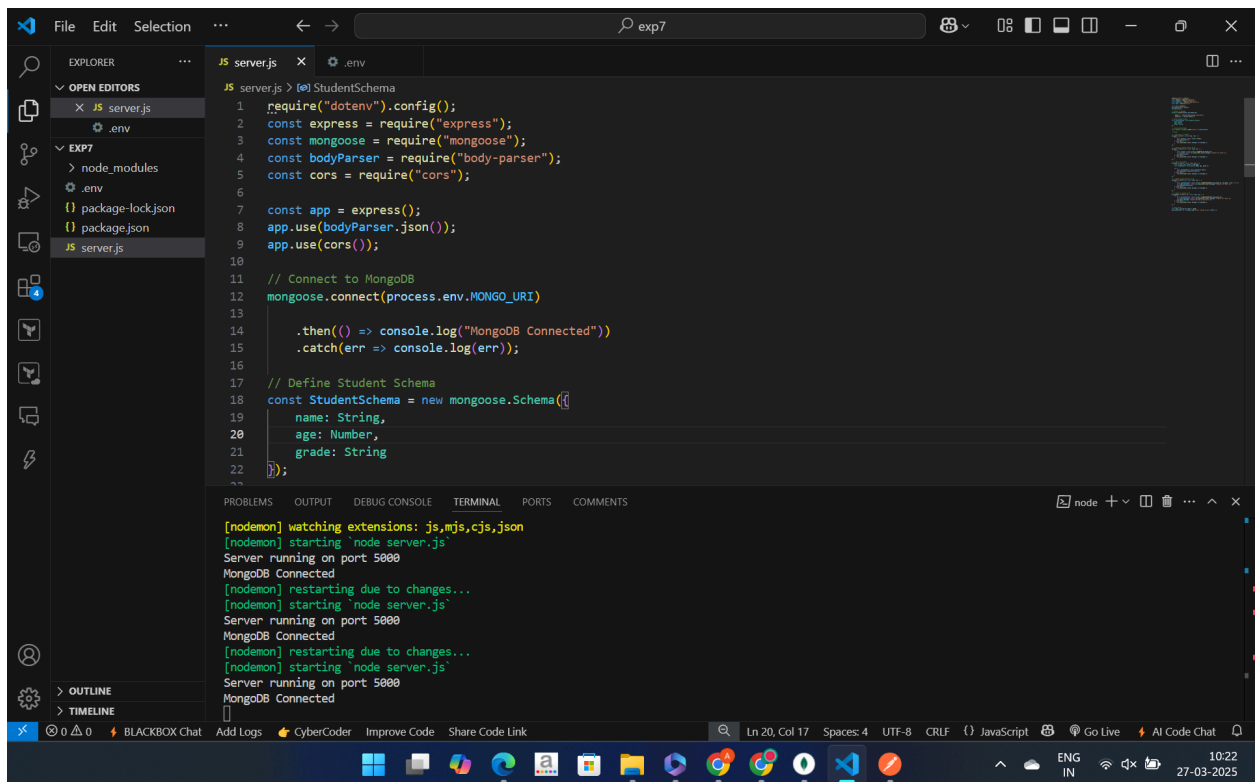 File Edit Selection ...
exp7
EXPLORER ...
OPEN EDITORS
JS server.js
.env
EXP7
node_modules
.env
{} package-lock.json
{} package.json
JS server.js
4
OUTLINE
TIMELINE
JS server.js
.env
JS server.js > StudentSchema
1 require("dotenv").config();
2 const express = require("express");
3 const mongoose = require("mongoose");
4 const bodyParser = require("body-parser");
5 const cors = require("cors");
6
7 const app = express();
8 app.use(bodyParser.json());
9 app.use(cors());
10
11 // Connect to MongoDB
12 mongoose.connect(process.env.MONGO_URI)
13
14 .then(() => console.log("MongoDB Connected"))
15 .catch(err => console.log(err));
16
17 // Define Student Schema
18 const StudentSchema = new mongoose.Schema({
19 name: String,
20 age: Number,
21 grade: String
22 });
PROBLEMS OUTPUT DEBUG CONSOLE TERMINAL PORTS COMMENTS
node
[nodemon] watching extensions: js,mjs,cjs,json
[nodemon] starting `node server.js`
Server running on port 5000
MongoDB Connected
[nodemon] restarting due to changes...
[nodemon] starting `node server.js`
Server running on port 5000
MongoDB Connected
[nodemon] restarting due to changes...
[nodemon] starting `node server.js`
Server running on port 5000
MongoDB Connected
0 0 BLACKBOX Chat Add Logs CyberCoder Improve Code Share Code Link
Ln 20, Col 17 Spaces: 4 UTF-8 CRLF {} JavaScript Go Live AI Code Chat
ENG
IN
10:22
27-03-2025